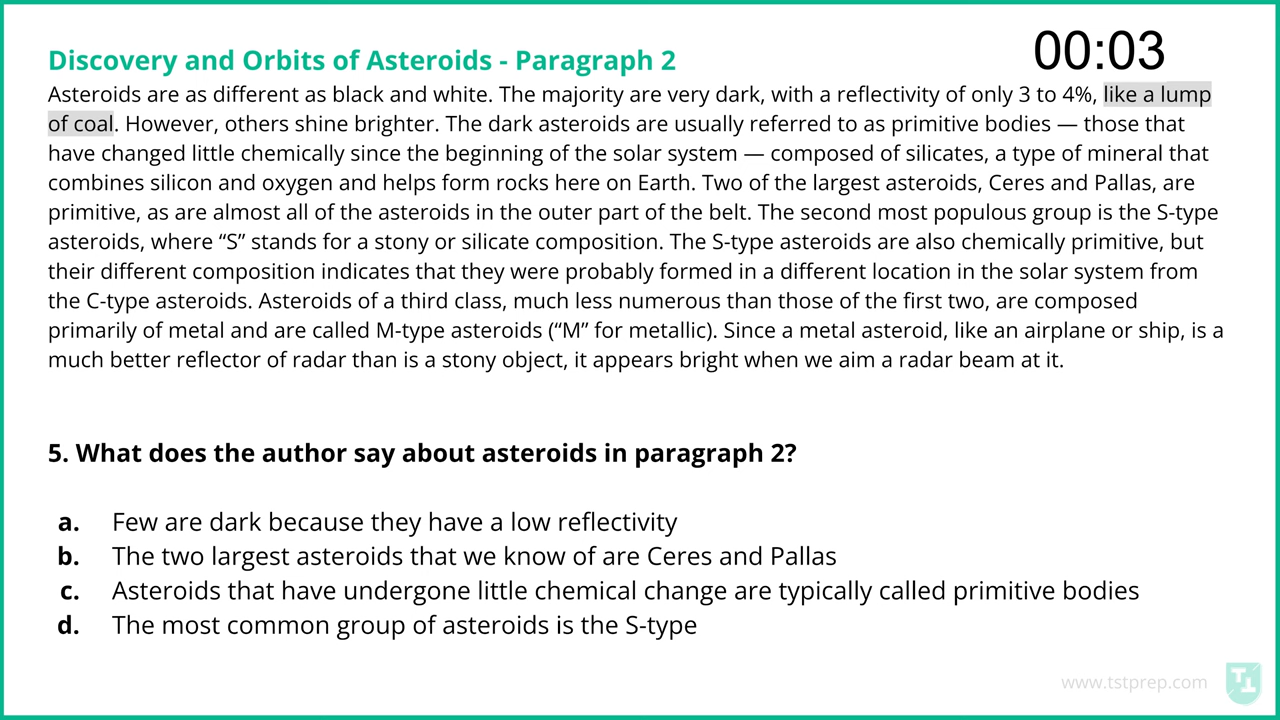 Discovery and Orbits of Asteroids - Paragraph 2
00:03
Asteroids are as different as black and white. The majority are very dark, with a reflectivity of only 3 to 4%, like a lump
of coal. However, others shine brighter. The dark asteroids are usually referred to as primitive bodies — those that
have changed little chemically since the beginning of the solar system — composed of silicates, a type of mineral that
combines silicon and oxygen and helps form rocks here on Earth. Two of the largest asteroids, Ceres and Pallas, are
primitive, as are almost all of the asteroids in the outer part of the belt. The second most populous group is the S-type
asteroids, where “S” stands for a stony or silicate composition. The S-type asteroids are also chemically primitive, but
their different composition indicates that they were probably formed in a different location in the solar system from
the C-type asteroids. Asteroids of a third class, much less numerous than those of the first two, are composed
primarily of metal and are called M-type asteroids (“M” for metallic). Since a metal asteroid, like an airplane or ship, is a
much better reflector of radar than is a stony object, it appears bright when we aim a radar beam at it.
5. What does the author say about asteroids in paragraph 2?
a. Few are dark because they have a low reflectivity
b. The two largest asteroids that we know of are Ceres and Pallas
c. Asteroids that have undergone little chemical change are typically called primitive bodies
d. The most common group of asteroids is the S-type
www.tstprep.com